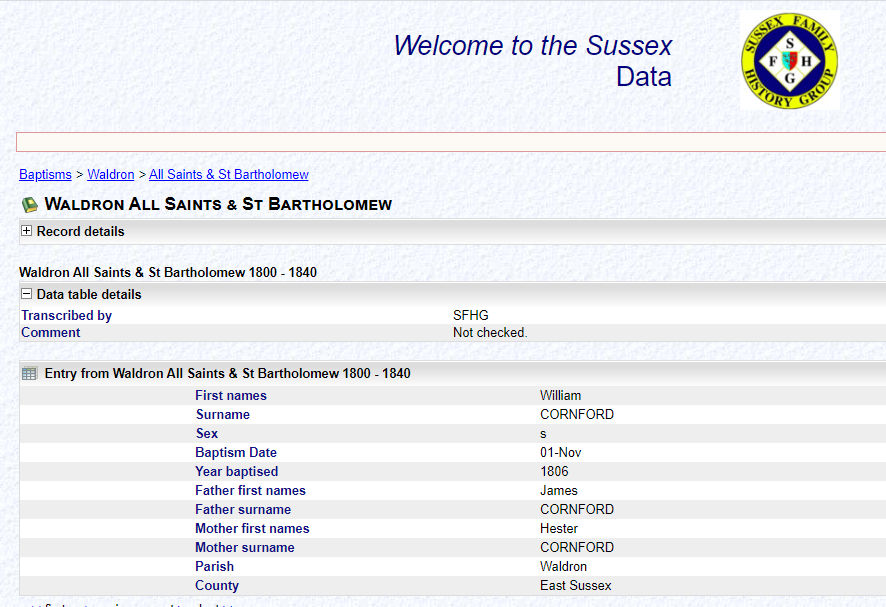 Welcome to the Sussex
Data
SUSSEX FAMILY
S
F H
G
HISTORY GROUP
Baptisms > Waldron > All Saints & St Bartholomew
WALDRON ALL SAINTS & ST BARTHOLOMEW
Record details
Waldron All Saints & St Bartholomew 1800 - 1840
Data table details
Transcribed by SFHG
Comment Not checked.
Entry from Waldron All Saints & St Bartholomew 1800 - 1840
First names William
Surname CORNFORD
Sex s
Baptism Date 01-Nov
Year baptised 1806
Father first names James
Father surname CORNFORD
Mother first names Hester
Mother surname CORNFORD
Parish Waldron
County East Sussex